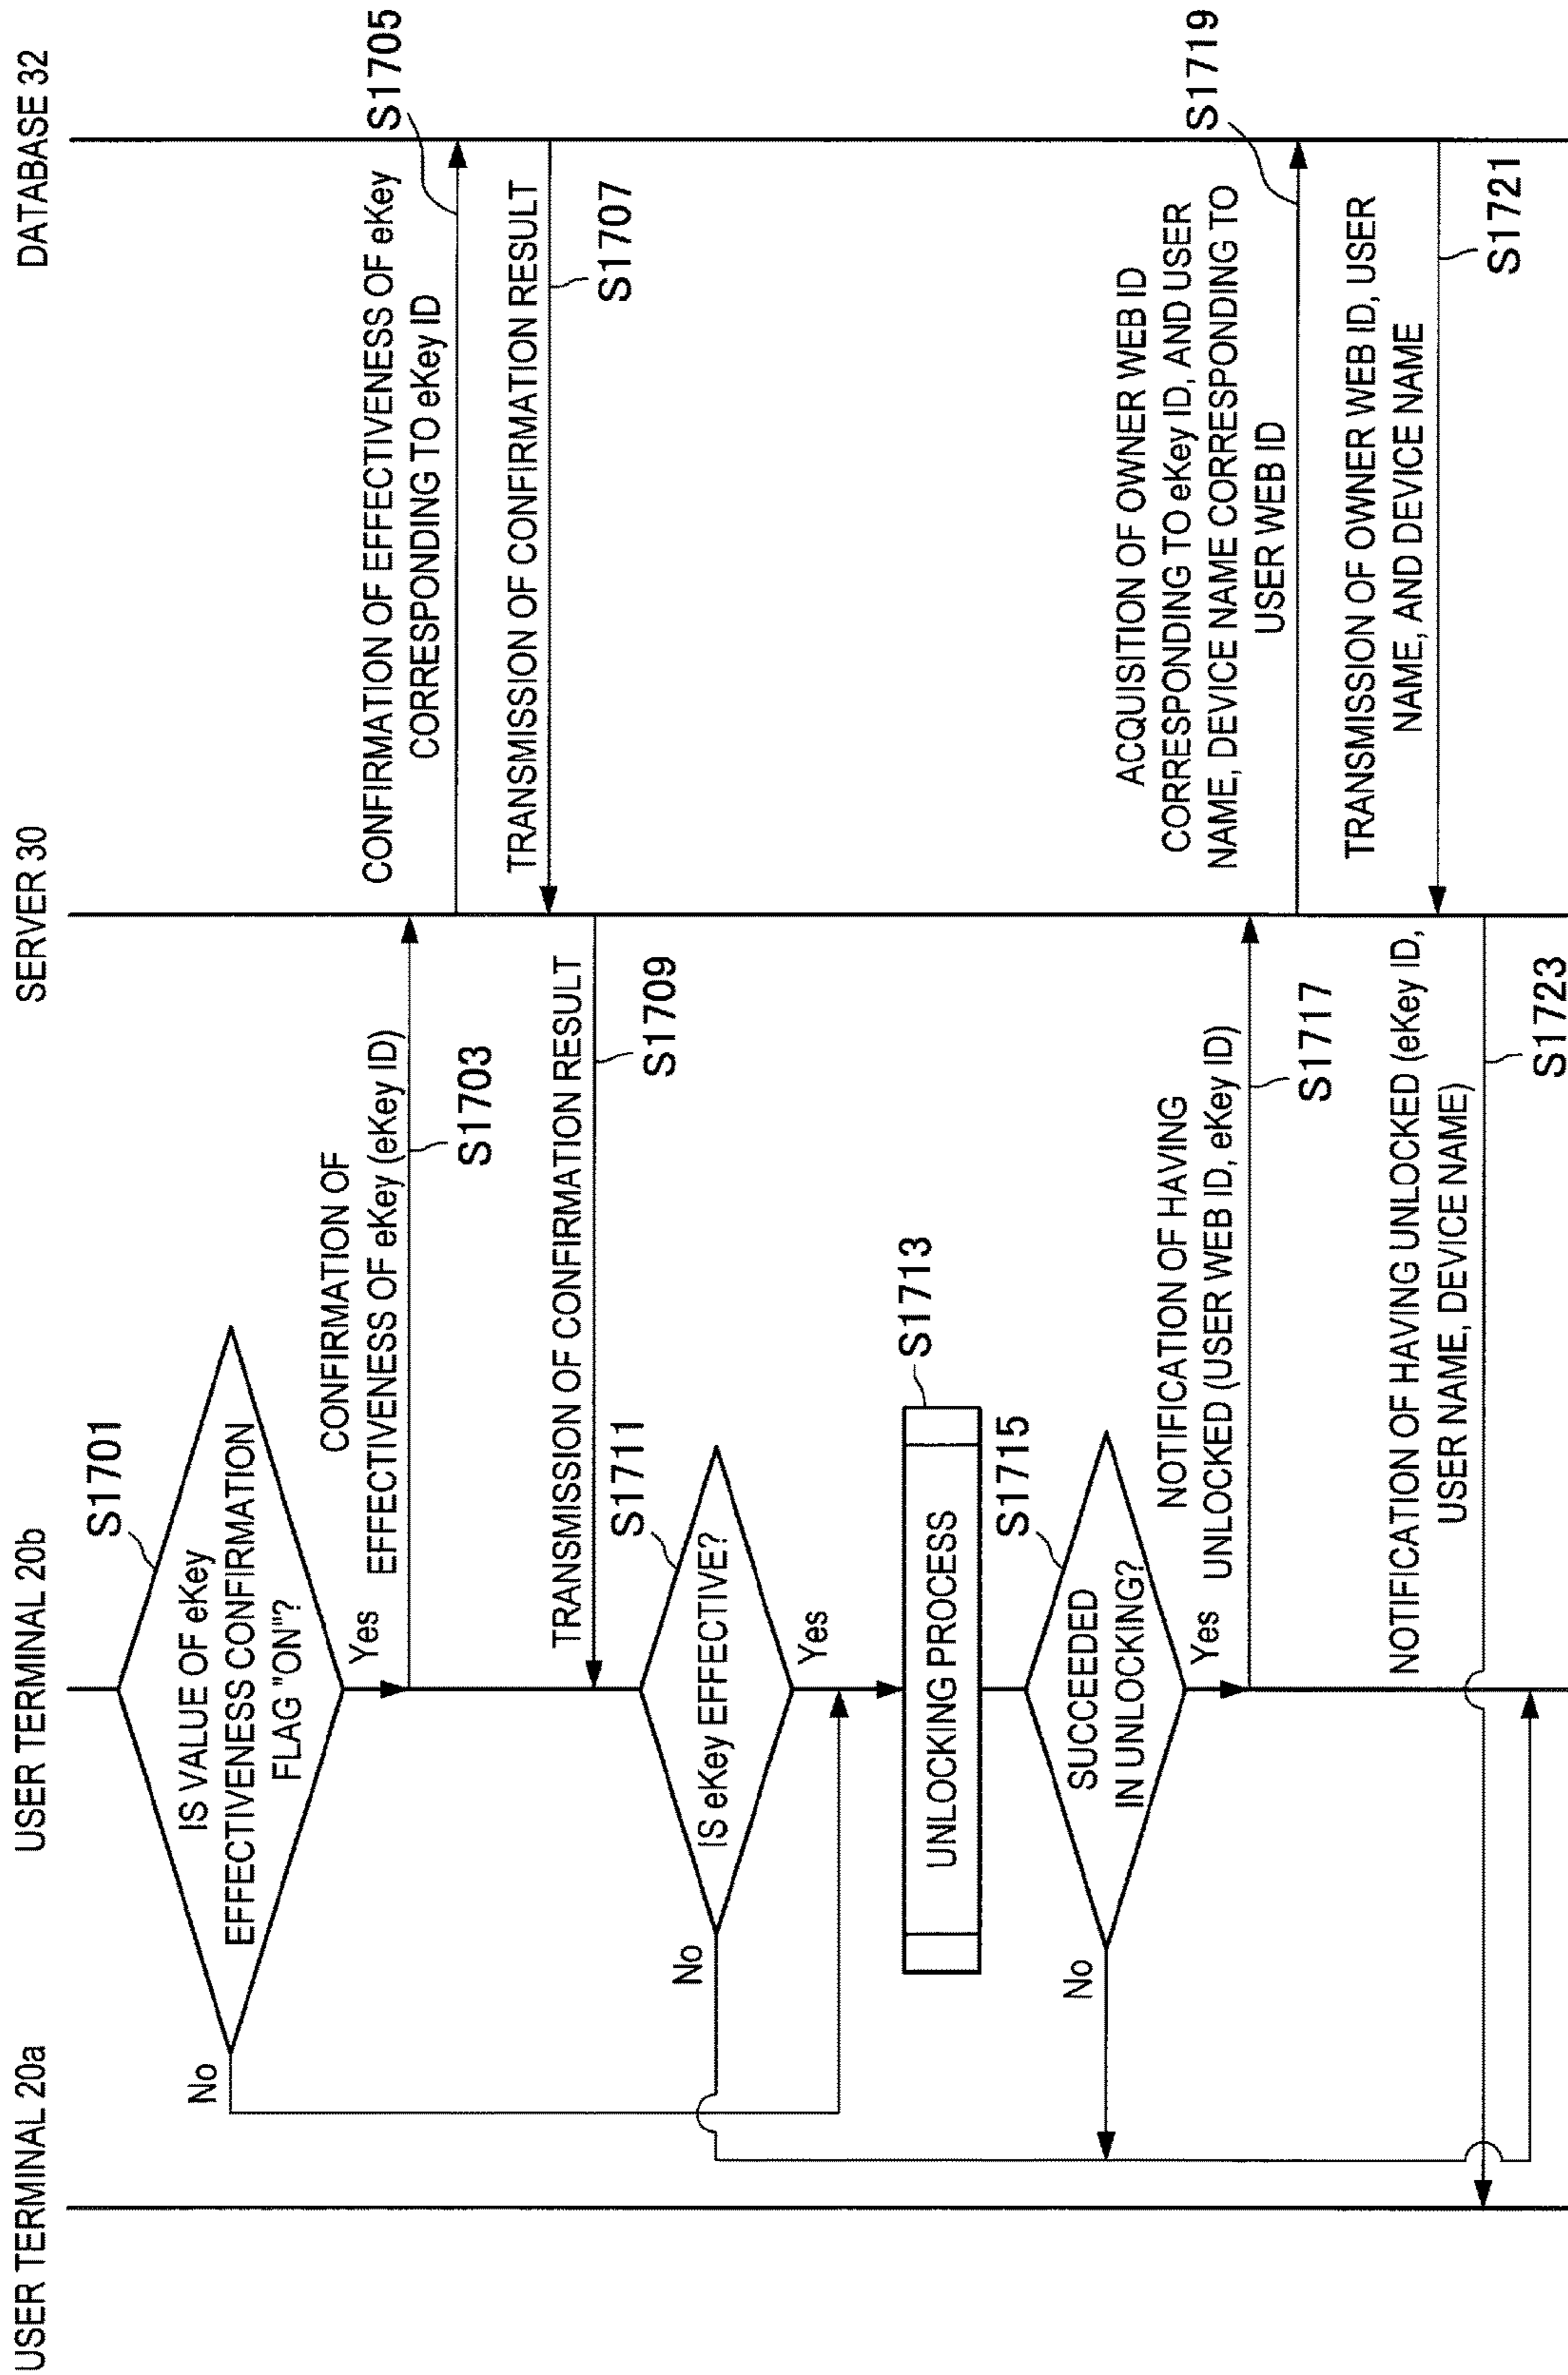 USER TERMINAL 20a
USER TERMINAL 20b
SERVER 30
DATABASE 32
S1701
IS VALUE OF eKey
EFFECTIVENESS CONFIRMATION
FLAG "ON"?
No
Yes
CONFIRMATION OF
EFFECTIVENESS OF eKey (eKey ID)
S1703
CONFIRMATION OF EFFECTIVENESS OF eKey
CORRESPONDING TO eKey ID
S1705
TRANSMISSION OF CONFIRMATION RESULT
S1707
TRANSMISSION OF CONFIRMATION RESULT
S1709
S1711
IS eKey EFFECTIVE?
No
Yes
S1713
UNLOCKING PROCESS
S1715
SUCCEEDED
IN UNLOCKING?
No
Yes
NOTIFICATION OF HAVING
UNLOCKED (USER WEB ID, eKey ID)
S1717
ACQUISITION OF OWNER WEB ID
CORRESPONDING TO eKey ID, AND USER
NAME, DEVICE NAME CORRESPONDING TO
USER WEB ID
S1719
TRANSMISSION OF OWNER WEB ID, USER
NAME, AND DEVICE NAME
S1721
NOTIFICATION OF HAVING UNLOCKED (eKey ID,
USER NAME, DEVICE NAME)
S1723